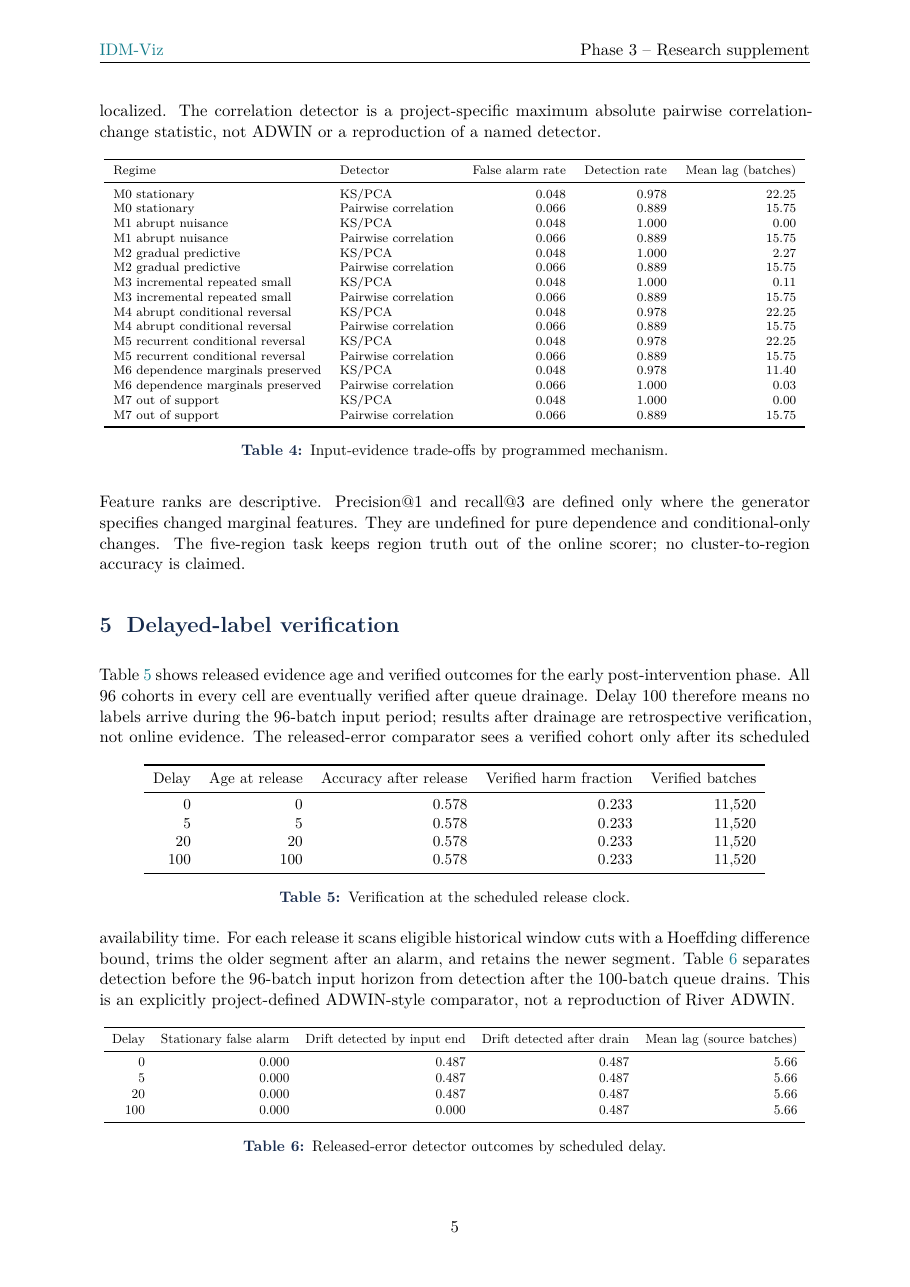 IDM-Viz Phase 3 – Research supplement
localized. The correlation detector is a project-specific maximum absolute pairwise correlation-
change statistic, not ADWIN or a reproduction of a named detector.
Regime Detector False alarm rate Detection rate Mean lag (batches)
M0 stationary KS/PCA 0.048 0.978 22.25
M0 stationary Pairwise correlation 0.066 0.889 15.75
M1 abrupt nuisance KS/PCA 0.048 1.000 0.00
M1 abrupt nuisance Pairwise correlation 0.066 0.889 15.75
M2 gradual predictive KS/PCA 0.048 1.000 2.27
M2 gradual predictive Pairwise correlation 0.066 0.889 15.75
M3 incremental repeated small KS/PCA 0.048 1.000 0.11
M3 incremental repeated small Pairwise correlation 0.066 0.889 15.75
M4 abrupt conditional reversal KS/PCA 0.048 0.978 22.25
M4 abrupt conditional reversal Pairwise correlation 0.066 0.889 15.75
M5 recurrent conditional reversal KS/PCA 0.048 0.978 22.25
M5 recurrent conditional reversal Pairwise correlation 0.066 0.889 15.75
M6 dependence marginals preserved KS/PCA 0.048 0.978 11.40
M6 dependence marginals preserved Pairwise correlation 0.066 1.000 0.03
M7 out of support KS/PCA 0.048 1.000 0.00
M7 out of support Pairwise correlation 0.066 0.889 15.75
Table 4: Input-evidence trade-offs by programmed mechanism.
Feature ranks are descriptive. Precision@1 and recall@3 are defined only where the generator
specifies changed marginal features. They are undefined for pure dependence and conditional-only
changes. The five-region task keeps region truth out of the online scorer; no cluster-to-region
accuracy is claimed.
5 Delayed-label verification
Table 5 shows released evidence age and verified outcomes for the early post-intervention phase. All
96 cohorts in every cell are eventually verified after queue drainage. Delay 100 therefore means no
labels arrive during the 96-batch input period; results after drainage are retrospective verification,
not online evidence. The released-error comparator sees a verified cohort only after its scheduled
Delay Age at release Accuracy after release Verified harm fraction Verified batches
0 0 0.578 0.233 11,520
5 5 0.578 0.233 11,520
20 20 0.578 0.233 11,520
100 100 0.578 0.233 11,520
Table 5: Verification at the scheduled release clock.
availability time. For each release it scans eligible historical window cuts with a Hoeffding difference
bound, trims the older segment after an alarm, and retains the newer segment. Table 6 separates
detection before the 96-batch input horizon from detection after the 100-batch queue drains. This
is an explicitly project-defined ADWIN-style comparator, not a reproduction of River ADWIN.
Delay Stationary false alarm Drift detected by input end Drift detected after drain Mean lag (source batches)
0 0.000 0.487 0.487 5.66
5 0.000 0.487 0.487 5.66
20 0.000 0.487 0.487 5.66
100 0.000 0.000 0.487 5.66
Table 6: Released-error detector outcomes by scheduled delay.
5